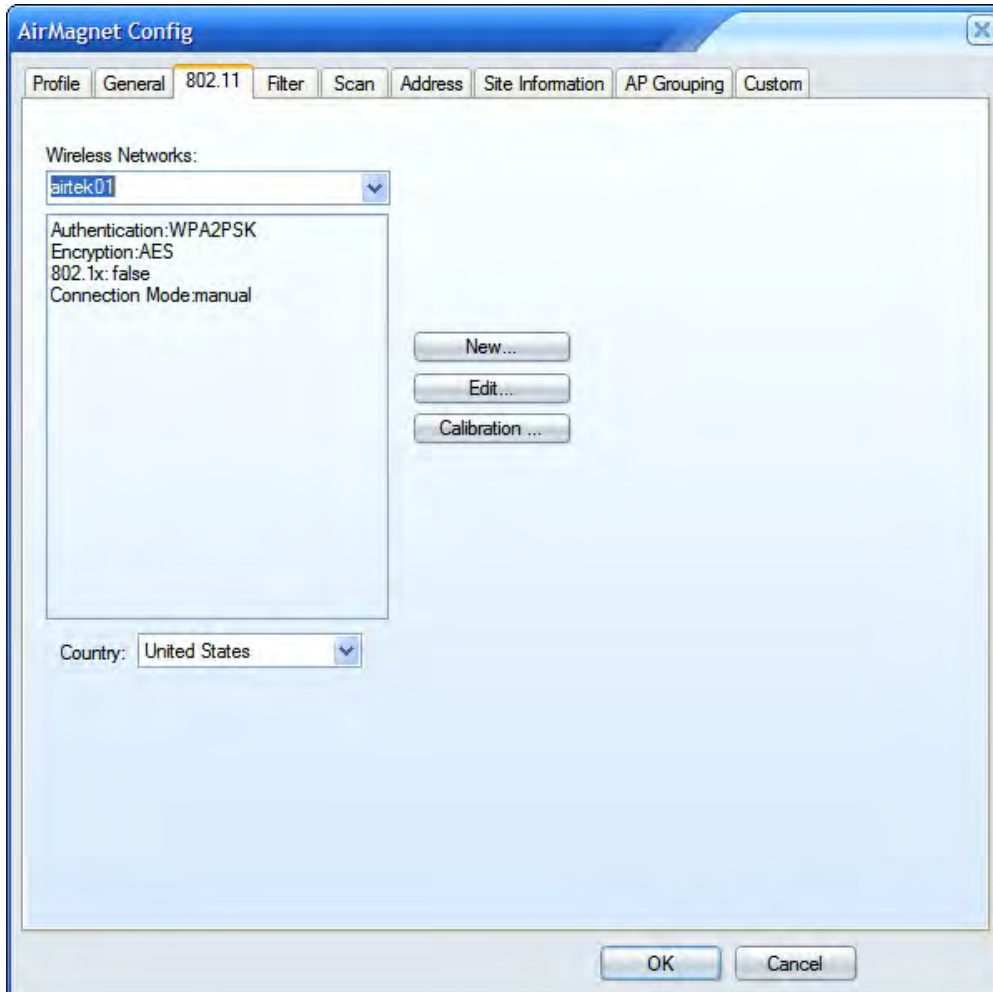 AirMagnet Config
Profile General 802.11 Filter Scan Address Site Information AP Grouping Custom
Wireless Networks:
airtek01
Authentication:WPA2PSK
Encryption:AES
802.1x: false
Connection Mode:manual
New...
Edit...
Calibration ...
Country: United States
OK Cancel